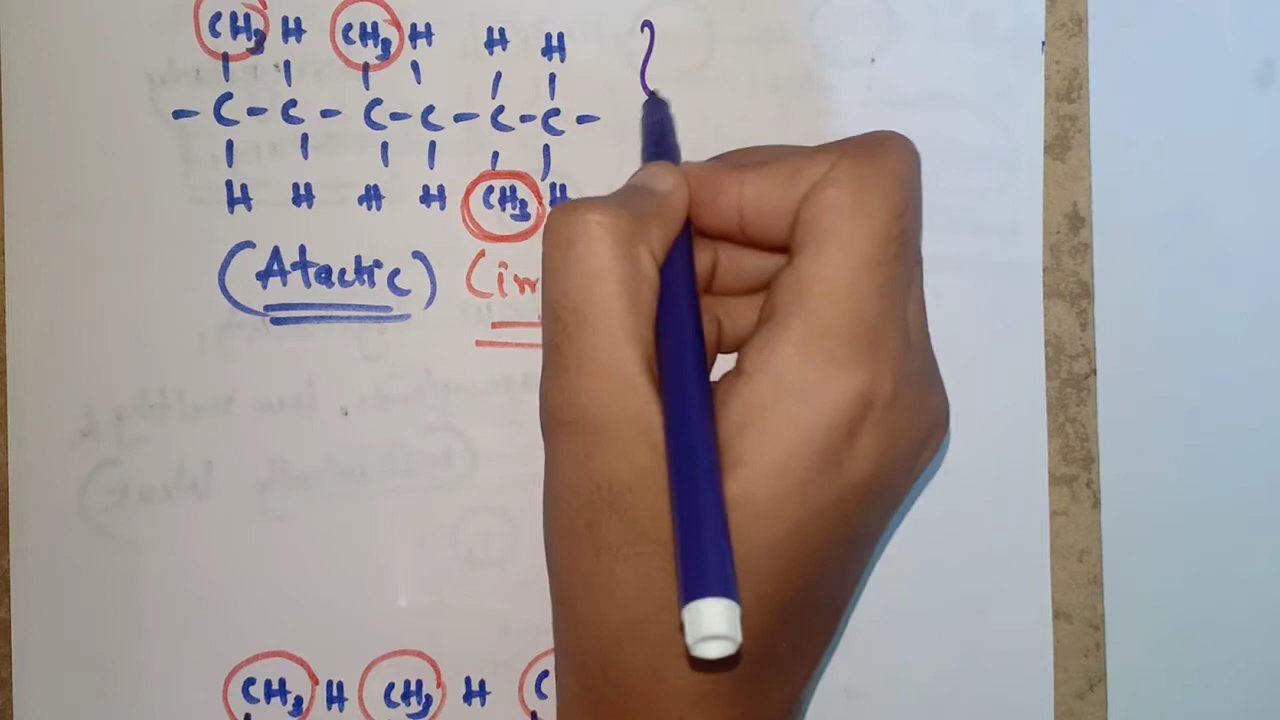 CH3 H CH3 H H H
- C - C - C - C - C - C -
H H H H CH3 H
(Atactic) (
CH3 H CH3 H C